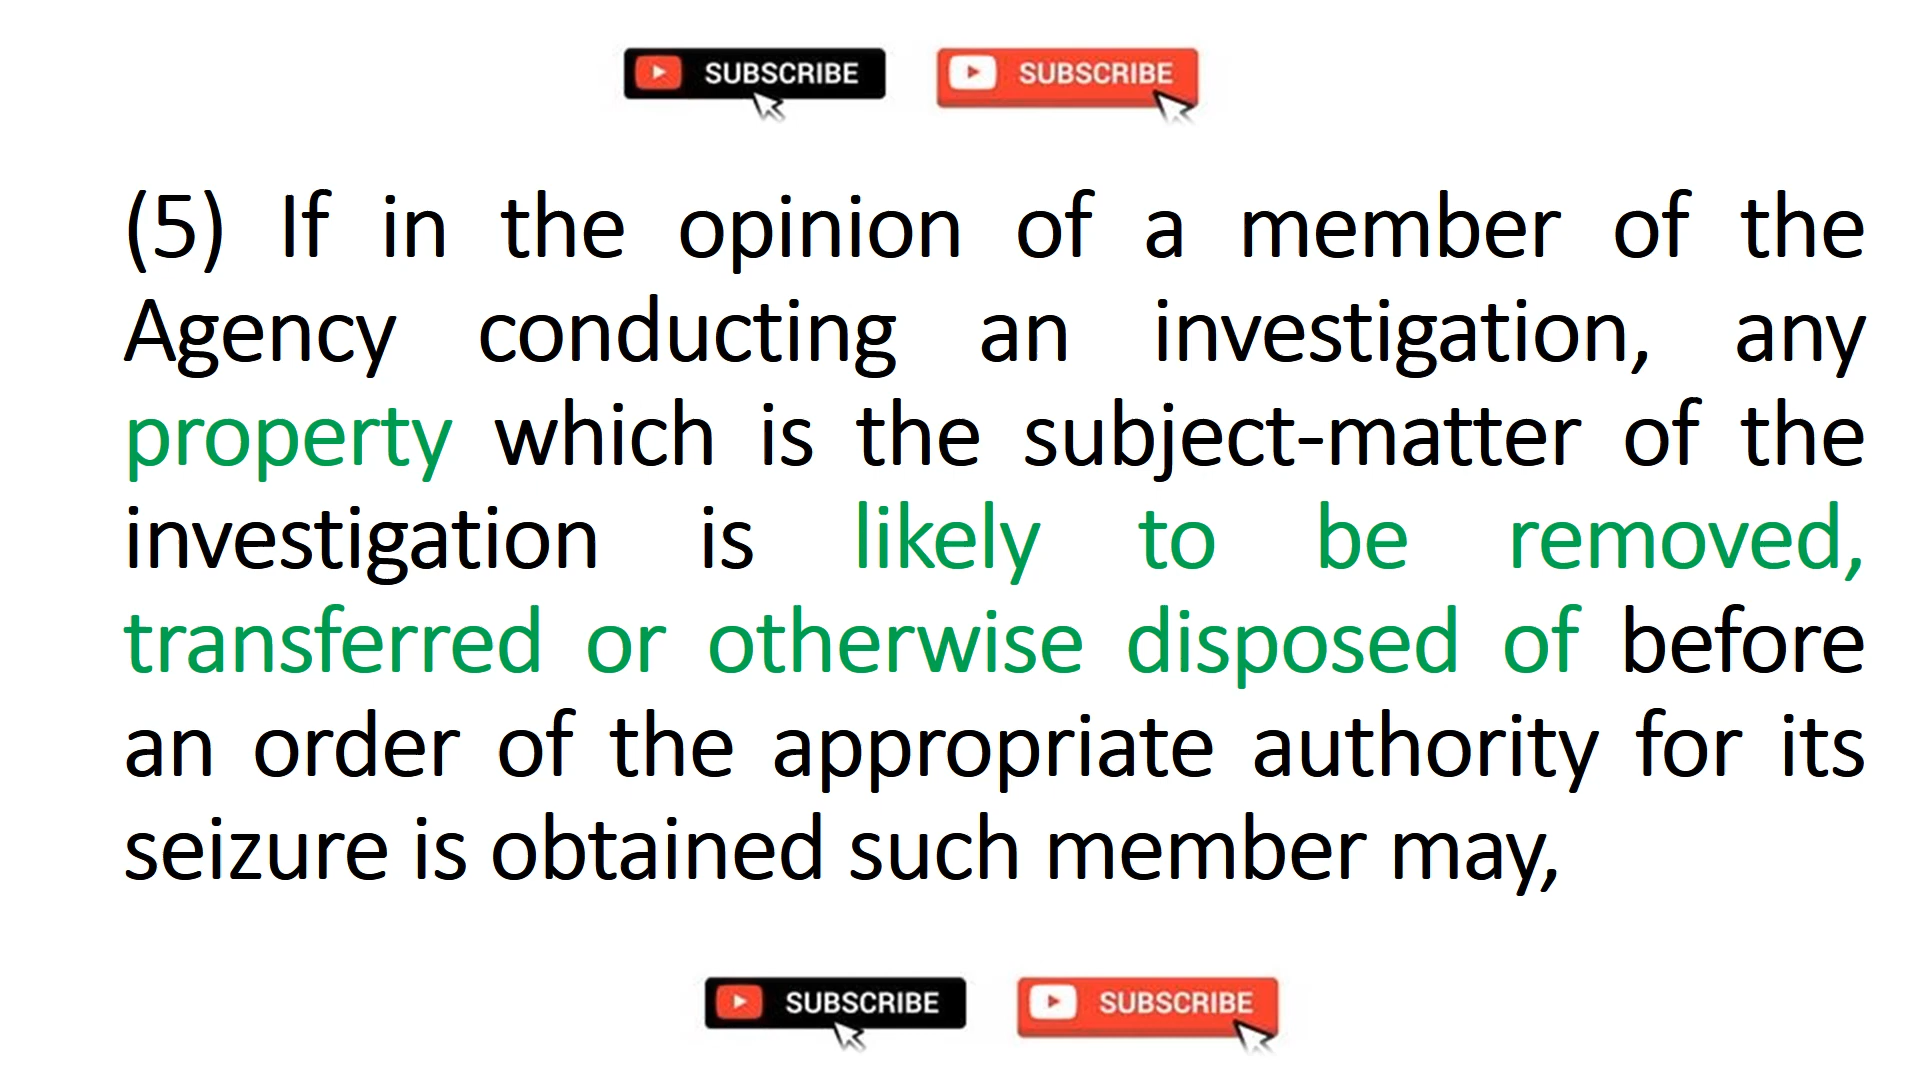 SUBSCRIBE SUBSCRIBE
(5) If in the opinion of a member of the
Agency conducting an investigation, any
property which is the subject-matter of the
investigation is likely to be removed,
transferred or otherwise disposed of before
an order of the appropriate authority for its
seizure is obtained such member may,
SUBSCRIBE SUBSCRIBE